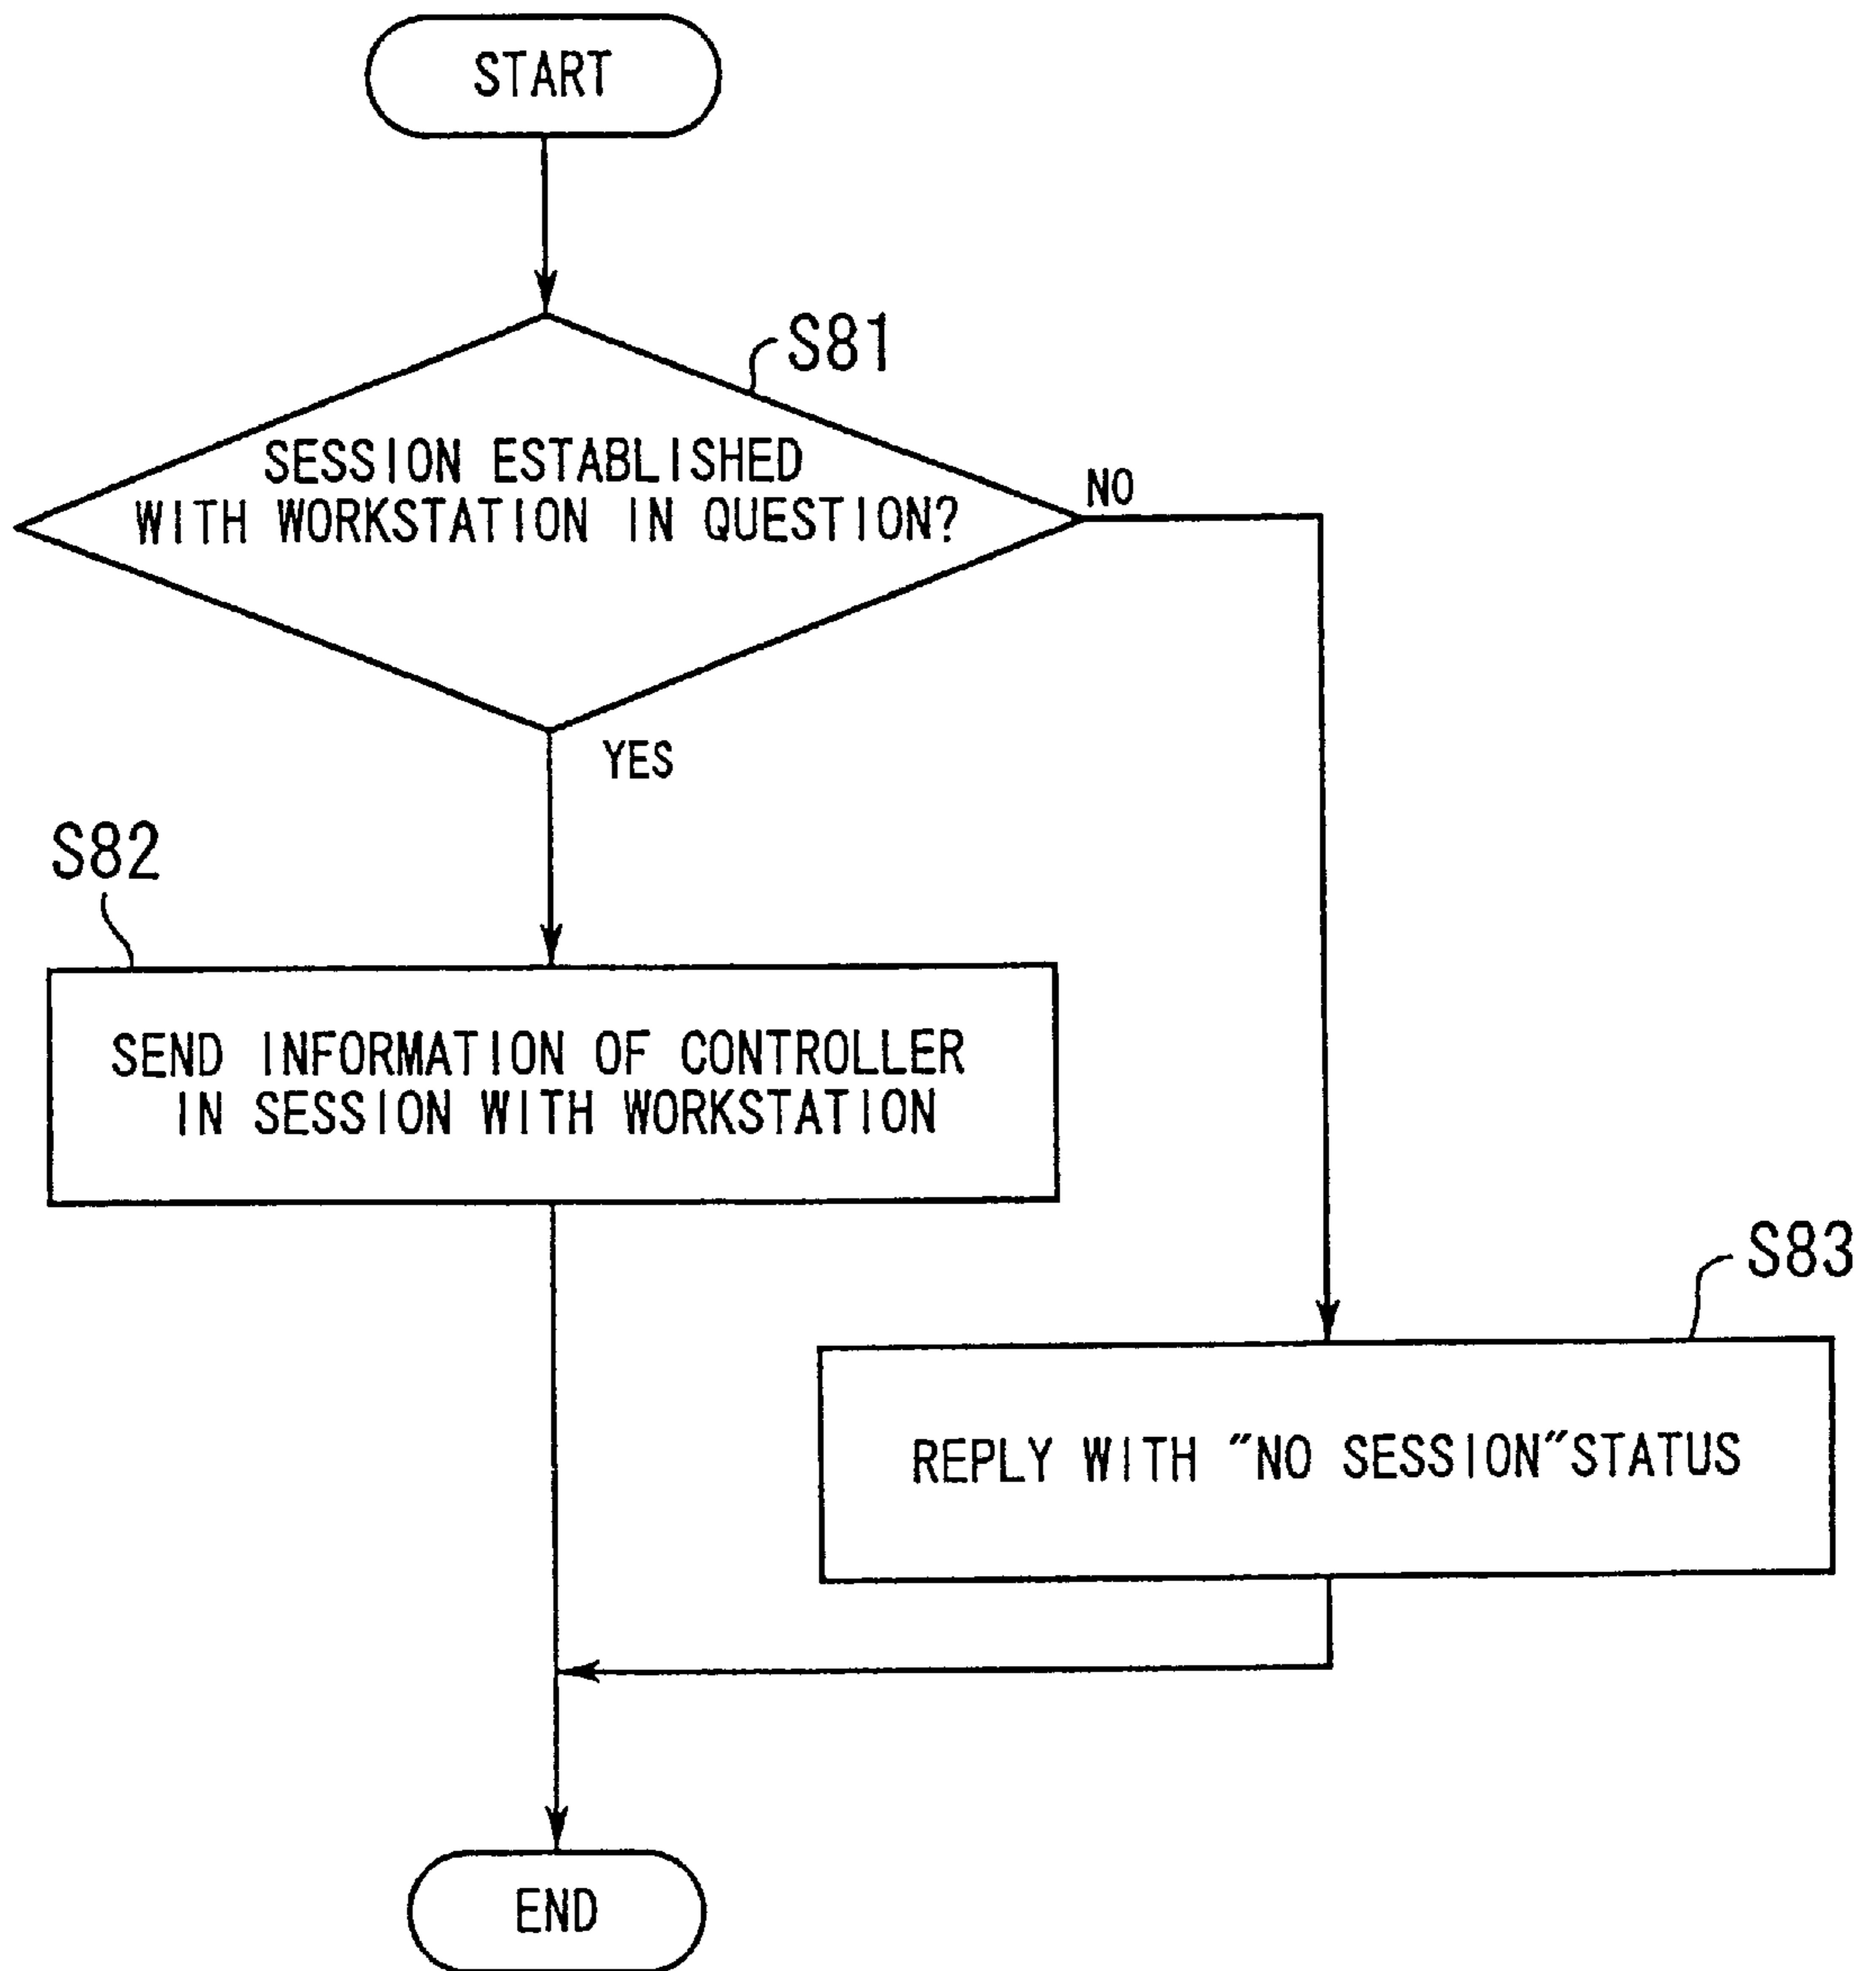 START
S81
SESSION ESTABLISHED
WITH WORKSTATION IN QUESTION?
NO
YES
S82
SEND INFORMATION OF CONTROLLER
IN SESSION WITH WORKSTATION
S83
REPLY WITH "NO SESSION"STATUS
END